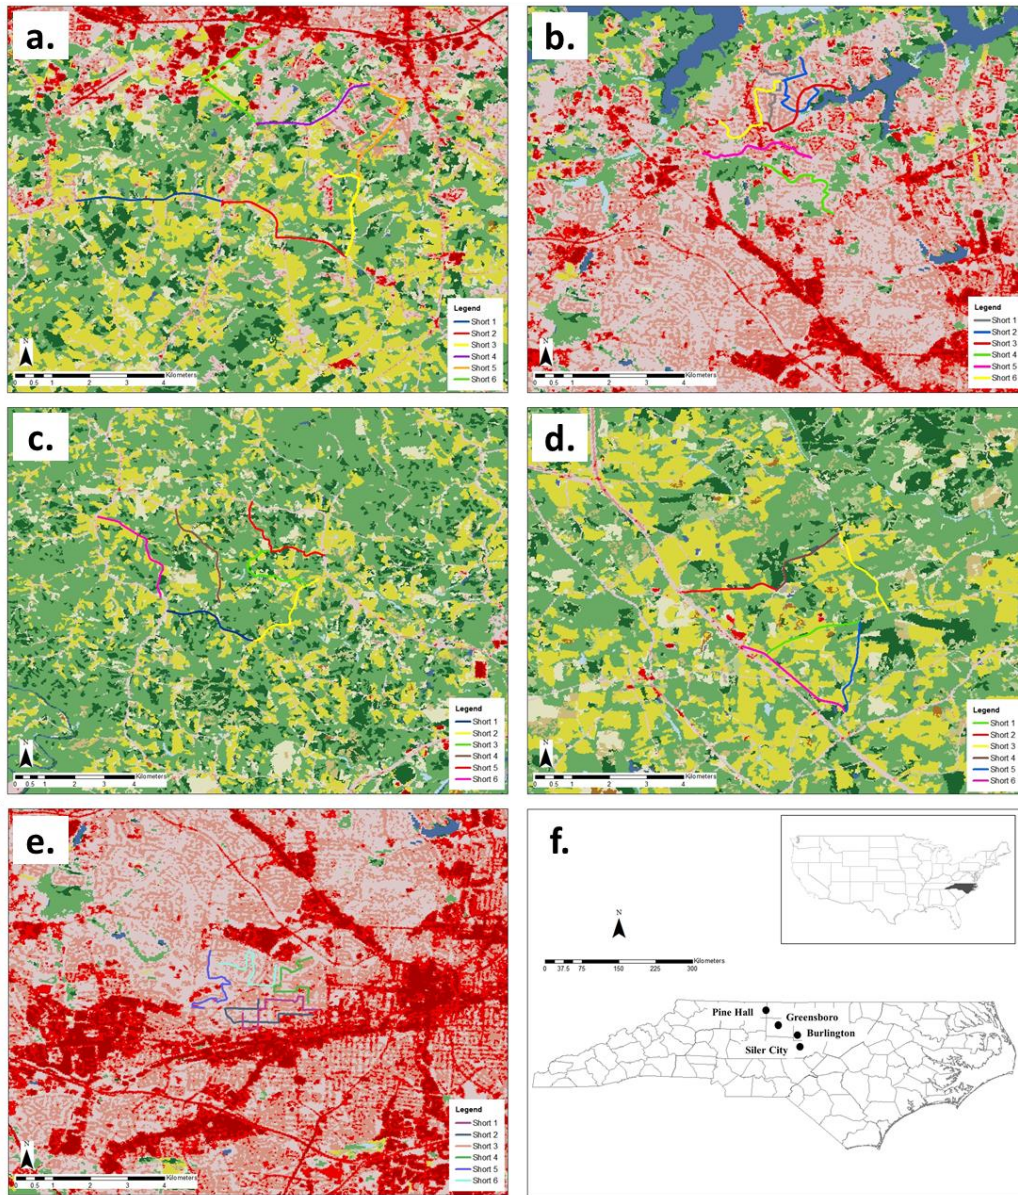 a.
Legend
Short 1
Short 2
Short 3
Short 4
Short 5
Short 6
N
Kilometers
0 0.5 1 2 3 4
b.
Legend
Short 1
Short 2
Short 3
Short 4
Short 5
Short 6
N
Kilometers
0 0.5 1 2 3 4
c.
Legend
Short 1
Short 2
Short 3
Short 4
Short 5
Short 6
N
Kilometers
0 0.5 1 2 3 4
d.
Legend
Short 1
Short 2
Short 3
Short 4
Short 5
Short 6
N
Kilometers
0 0.5 1 2 3 4
e.
Legend
Short 1
Short 2
Short 3
Short 4
Short 5
Short 6
N
Kilometers
0 0.5 1 2 3 4
f.
N
Kilometers
0 37.5 75 150 225 300
Pine Hall
Greensboro
Burlington
Siler City